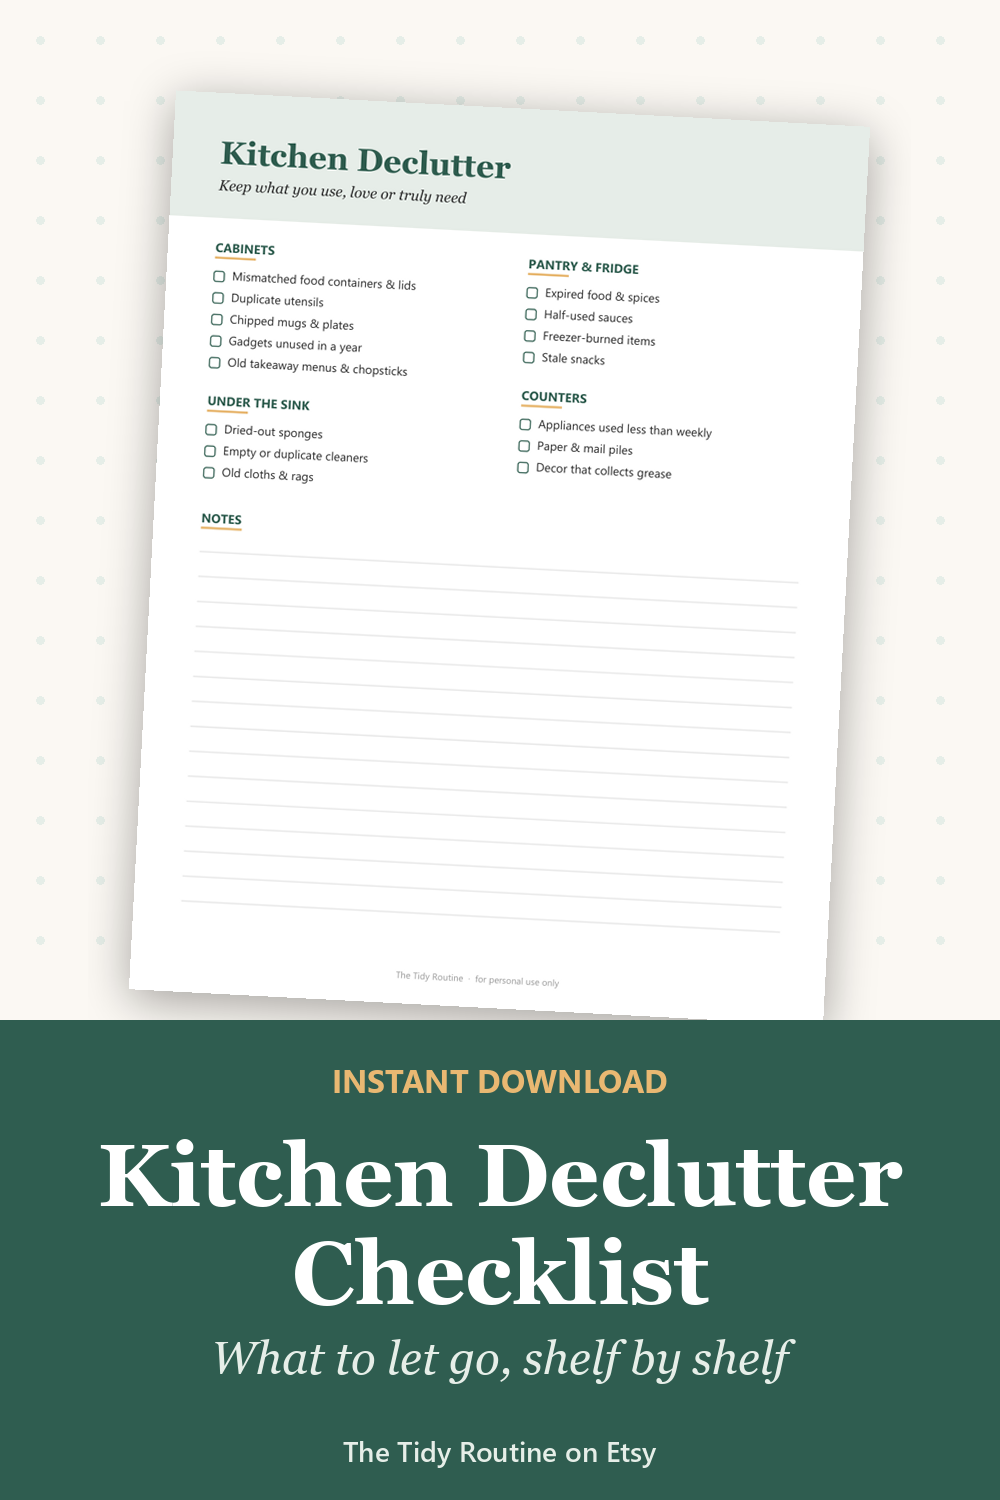 Kitchen Declutter
Keep what you use, love or truly need
CABINETS
Mismatched food containers & lids
Duplicate utensils
Chipped mugs & plates
Gadgets unused in a year
Old takeaway menus & chopsticks
UNDER THE SINK
Dried-out sponges
Empty or duplicate cleaners
Old cloths & rags
PANTRY & FRIDGE
Expired food & spices
Half-used sauces
Freezer-burned items
Stale snacks
COUNTERS
Appliances used less than weekly
Paper & mail piles
Decor that collects grease
NOTES
The Tidy Routine · for personal use only
INSTANT DOWNLOAD
Kitchen Declutter
Checklist
What to let go, shelf by shelf
The Tidy Routine on Etsy